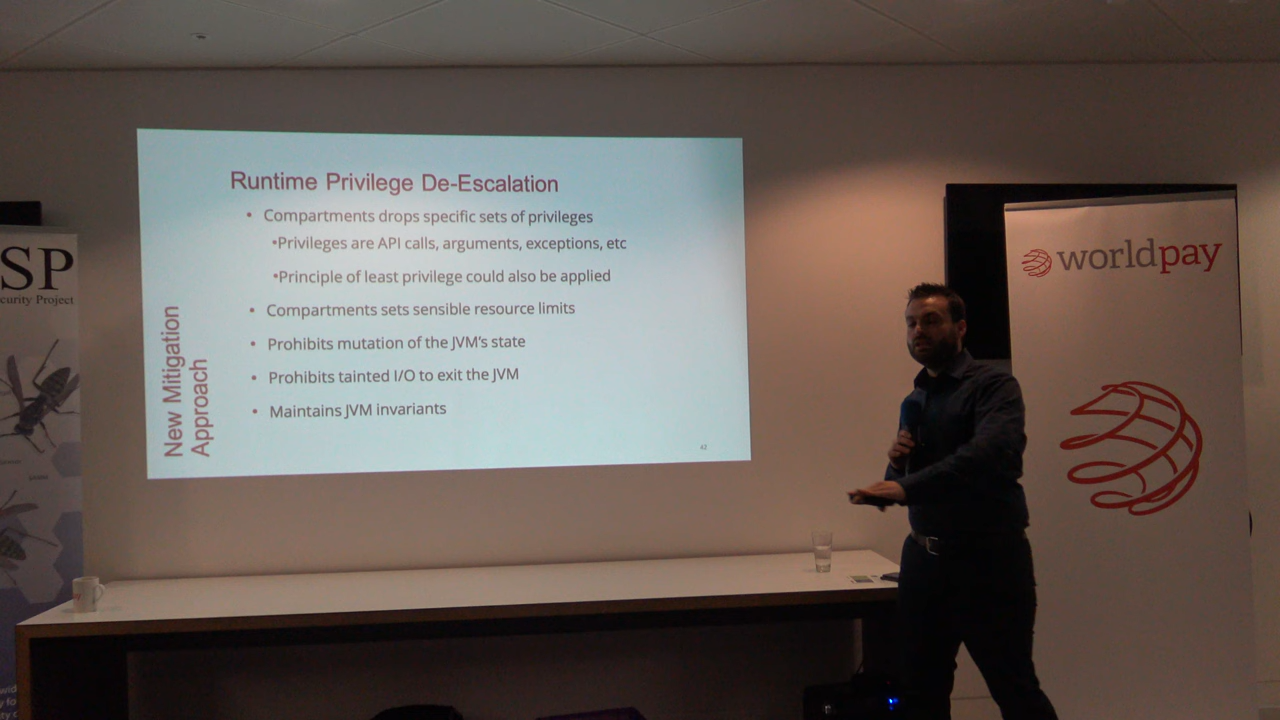 Runtime Privilege De-Escalation
• Compartments drops specific sets of privileges
•Privileges are API calls, arguments, exceptions, etc
•Principle of least privilege could also be applied
• Compartments sets sensible resource limits
• Prohibits mutation of the JVM's state
• Prohibits tainted I/O to exit the JVM
• Maintains JVM invariants
New Mitigation
Approach
42
SP
curity Project
worldpay